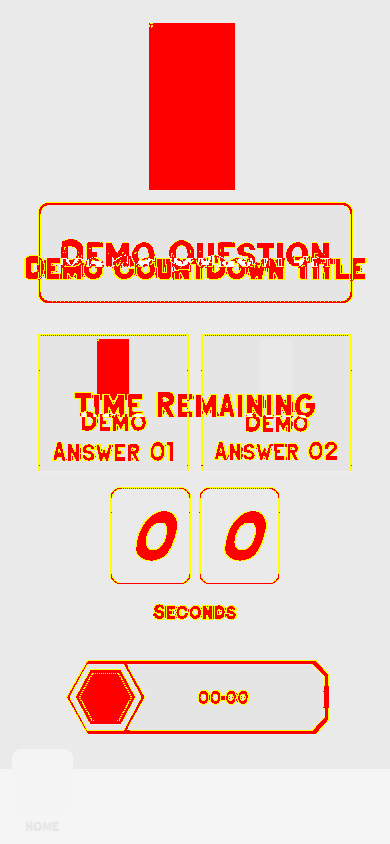 Demo Question
Demo Countdown Title
Time Remaining
Demo
Answer 01
Demo
Answer 02
0 0
Seconds
00:00
HOME